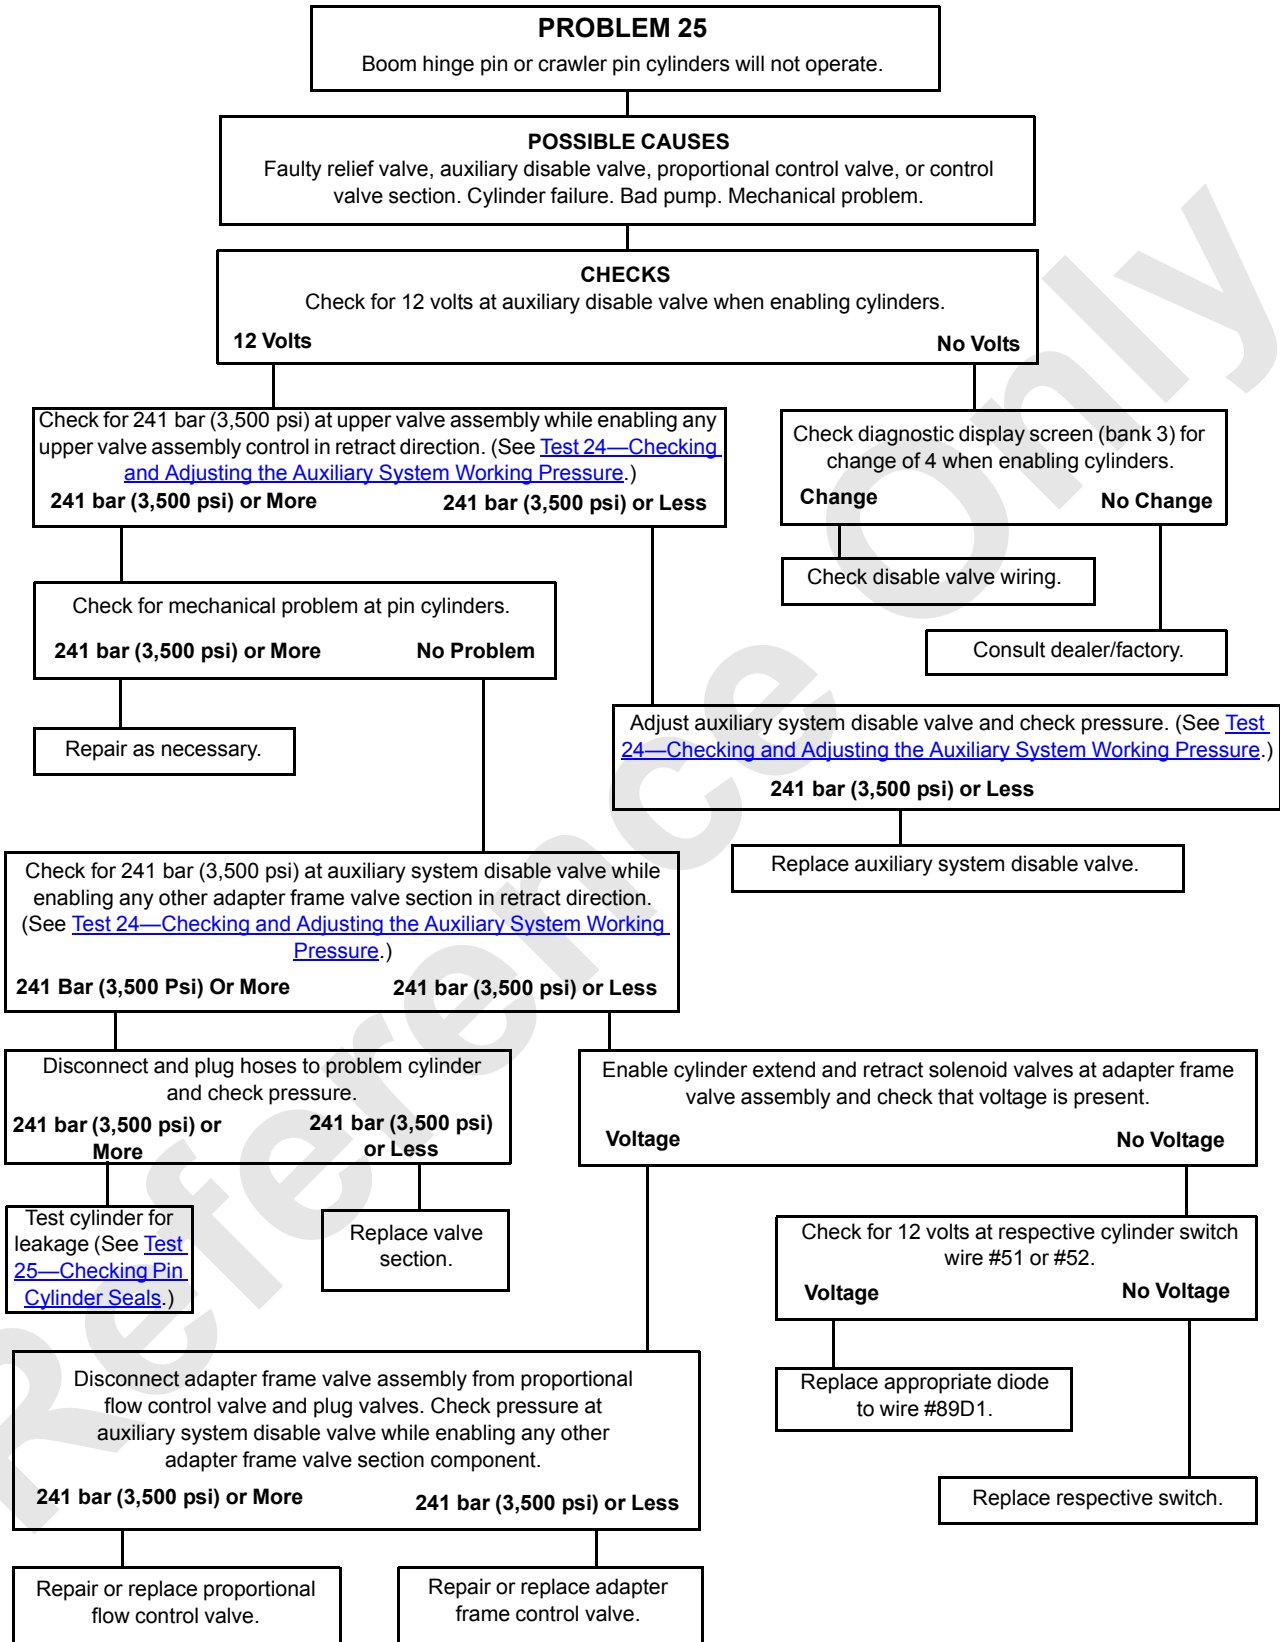 PROBLEM 25
Boom hinge pin or crawler pin cylinders will not operate.
POSSIBLE CAUSES
Faulty relief valve, auxiliary disable valve, proportional control valve, or control
valve section. Cylinder failure. Bad pump. Mechanical problem.
CHECKS
Check for 12 volts at auxiliary disable valve when enabling cylinders.
12 Volts
No Volts
Check for 241 bar (3,500 psi) at upper valve assembly while enabling any
upper valve assembly control in retract direction. (See Test 24—Checking
and Adjusting the Auxiliary System Working Pressure.)
241 bar (3,500 psi) or More
241 bar (3,500 psi) or Less
Check diagnostic display screen (bank 3) for
change of 4 when enabling cylinders.
Change
No Change
Check disable valve wiring.
Consult dealer/factory.
Check for mechanical problem at pin cylinders.
241 bar (3,500 psi) or More
No Problem
Repair as necessary.
Adjust auxiliary system disable valve and check pressure. (See Test
24—Checking and Adjusting the Auxiliary System Working Pressure.)
241 bar (3,500 psi) or Less
Replace auxiliary system disable valve.
Check for 241 bar (3,500 psi) at auxiliary system disable valve while
enabling any other adapter frame valve section in retract direction.
(See Test 24—Checking and Adjusting the Auxiliary System Working
Pressure.)
241 Bar (3,500 Psi) Or More
241 bar (3,500 psi) or Less
Disconnect and plug hoses to problem cylinder
and check pressure.
241 bar (3,500 psi) or
More
241 bar (3,500 psi)
or Less
Test cylinder for
leakage (See Test
25—Checking Pin
Cylinder Seals.)
Replace valve
section.
Enable cylinder extend and retract solenoid valves at adapter frame
valve assembly and check that voltage is present.
Voltage
No Voltage
Check for 12 volts at respective cylinder switch
wire #51 or #52.
Voltage
No Voltage
Replace appropriate diode
to wire #89D1.
Replace respective switch.
Disconnect adapter frame valve assembly from proportional
flow control valve and plug valves. Check pressure at
auxiliary system disable valve while enabling any other
adapter frame valve section component.
241 bar (3,500 psi) or More
241 bar (3,500 psi) or Less
Repair or replace proportional
flow control valve.
Repair or replace adapter
frame control valve.
Reference Only